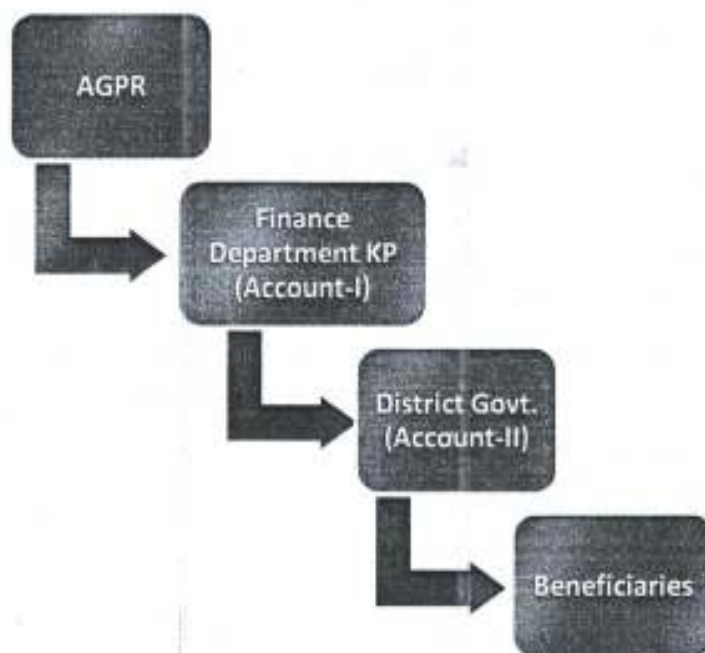 AGPR
Finance
Department KP
(Account-I)
District Govt.
(Account-II)
Beneficiaries